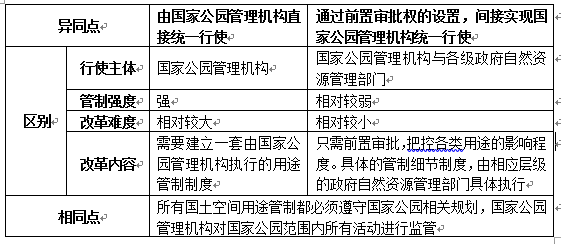 异同点
由国家公园管理机构直
接统一行使
通过前置审批权的设置，间接实现国
家公园管理机构统一行使
区别
行使主体
国家公园管理机构
国家公园管理机构与各级政府自然资
源管理部门
管制强度
强
相对较弱
改革难度
相对较大
相对较小
改革内容
需要建立一套由国家公
园管理机构执行的用途
管制制度
只需前置审批，把控各类用途的影响程
度。具体的管制细节制度，由相应层级
的政府自然资源管理部门具体执行
相同点
所有国土空间用途管制都必须遵守国家公园相关规划，国家公园
管理机构对国家公园范围内所有活动进行监管